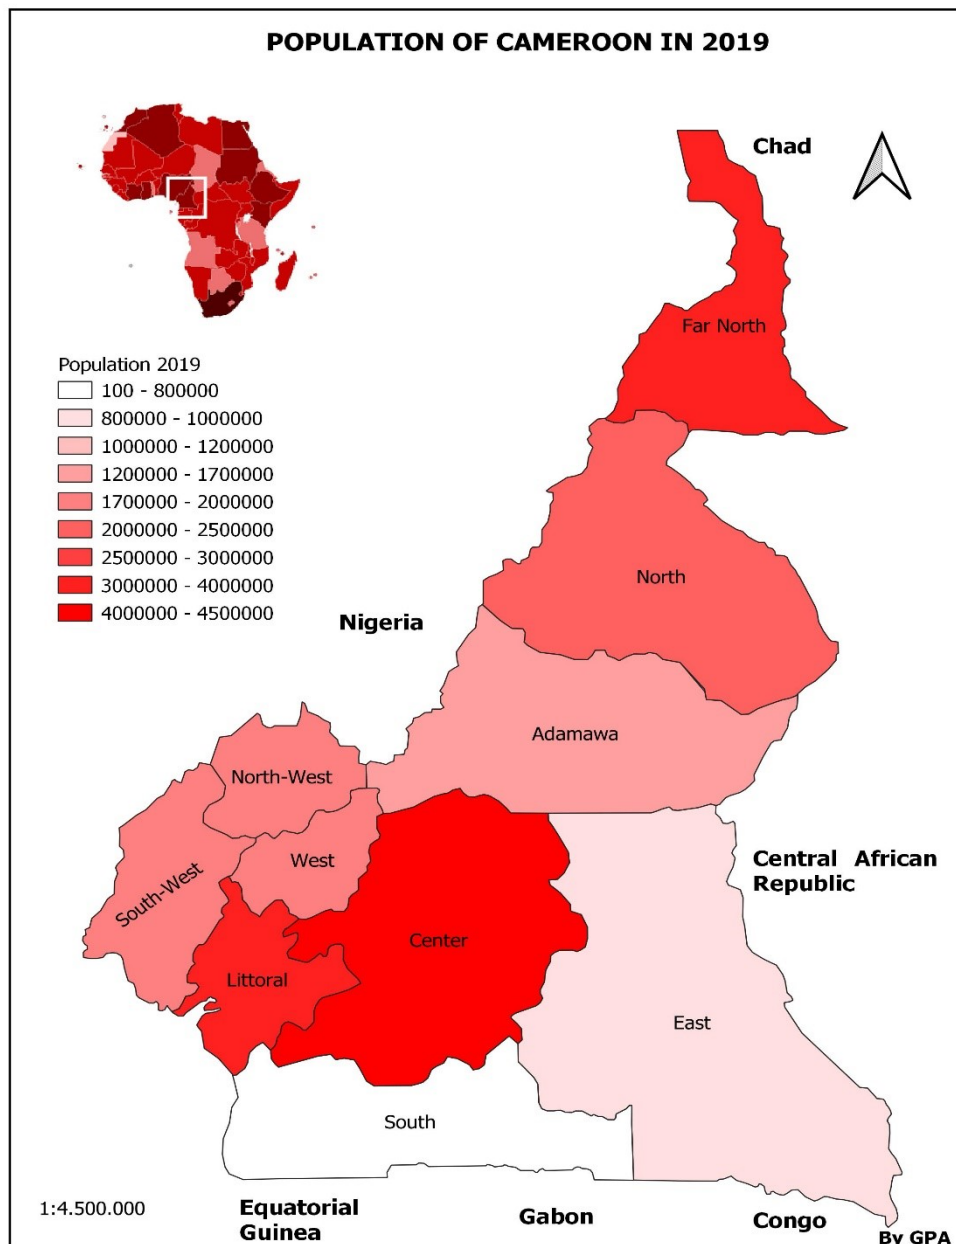 POPULATION OF CAMEROON IN 2019
Chad
Far North
Population 2019
100 - 800000
800000 - 1000000
1000000 - 1200000
1200000 - 1700000
1700000 - 2000000
2000000 - 2500000
2500000 - 3000000
3000000 - 4000000
4000000 - 4500000
North
Nigeria
Adamawa
North-West
West
South-West
Central African
Republic
Center
Littoral
East
South
1:4.500.000
Equatorial
Guinea
Gabon
Congo
By GPA